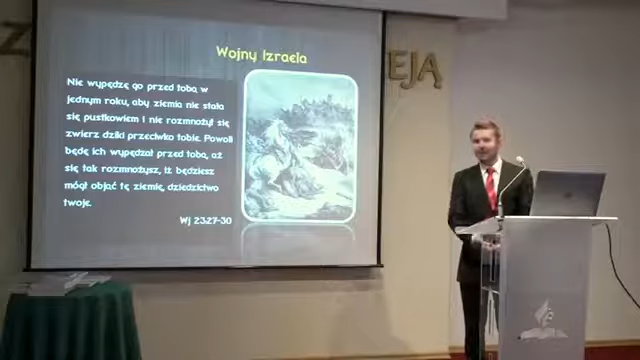 Wojny Izraela
Nie wypędzę go przed tobą w
jednym roku, aby ziemia nie stała
się pustkowiem i nie rozmnożył się
zwierz dziki przeciwko tobie. Powoli
będę ich wypędzał przed tobą, aż
się tak rozmnożysz, iż będziesz
mógł objąć tę ziemię, dziedzictwo
twoje.
Wj 23,27-30
EJĄ